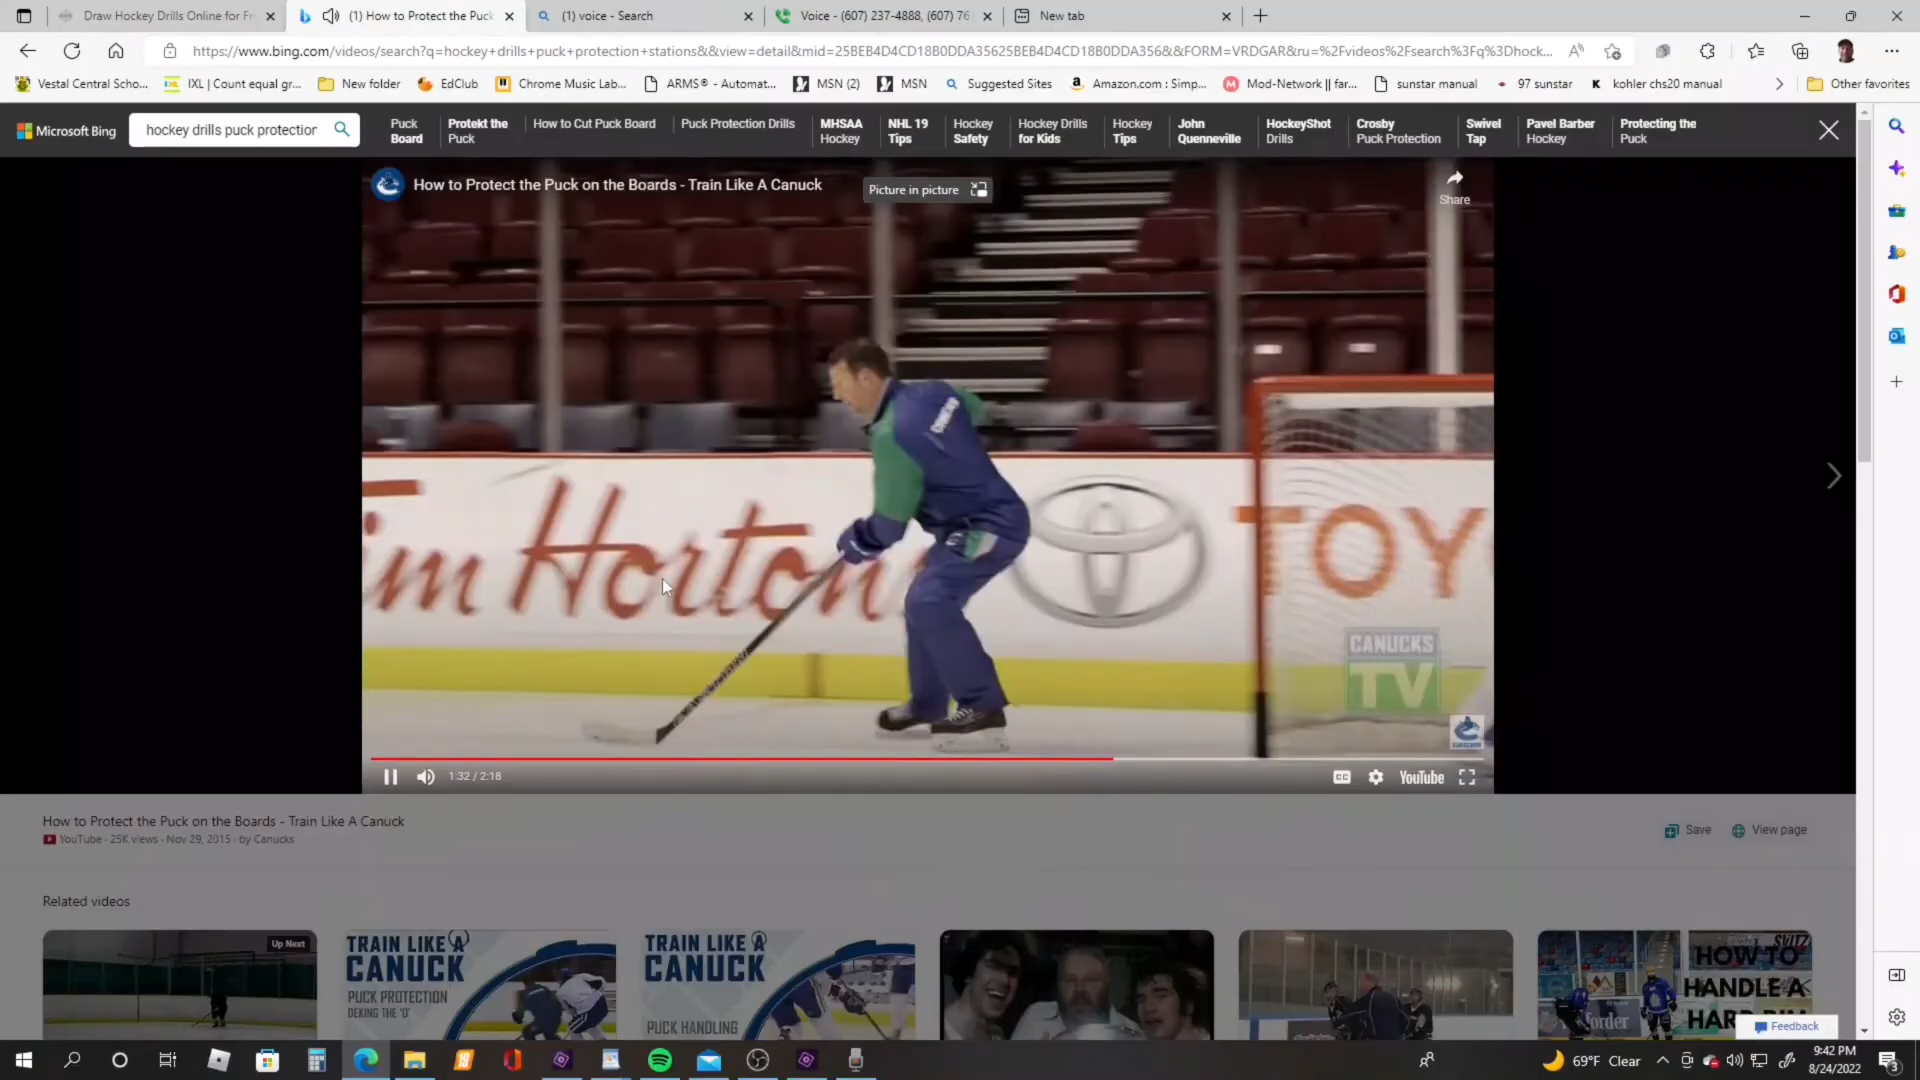 Draw Hockey Drills Online for Fr
(1) How to Protect the Puck
(1) voice - Search
Voice - (607) 237-4888, (607) 76
New tab
https://www.bing.com/videos/search?q=hockey+drills+puck+protection+stations&&view=detail&mid=25BEB4D4CD18B0DDA35625BEB4D4CD18B0DDA356&&FORM=VRDGAR&ru=%2Fvideos%2Fsearch%3Fq%3Dhock...
Vestal Central Scho...
IXL | Count equal gr...
New folder
EdClub
Chrome Music Lab...
ARMS® - Automat...
MSN (2)
MSN
Suggested Sites
Amazon.com : Simp...
Mod-Network || far...
sunstar manual
97 sunstar
kohler chs20 manual
Other favorites
Microsoft Bing
hockey drills puck protection
Puck Board
Protekt the Puck
How to Cut Puck Board
Puck Protection Drills
MHSAA Hockey
NHL 19 Tips
Hockey Safety
Hockey Drills for Kids
Hockey Tips
John Quenneville
HockeyShot Drills
Crosby Puck Protection
Swivel Tap
Pavel Barber Hockey
Protecting the Puck
How to Protect the Puck on the Boards - Train Like A Canuck
Picture in picture
Share
im Horton
TOY
CANUCKS
TV
1:32 / 2:18
CC
YouTube
How to Protect the Puck on the Boards - Train Like A Canuck
YouTube · 25K views · Nov 29, 2015 · by Canucks
Save
View page
Related videos
Up Next
TRAIN LIKE A
CANUCK
PUCK PROTECTION
DEKING THE 'D'
TRAIN LIKE A
CANUCK
PUCK HANDLING
HOW TO
HANDLE A
HARD RIM
Feedback
69°F Clear
9:42 PM
8/24/2022
3